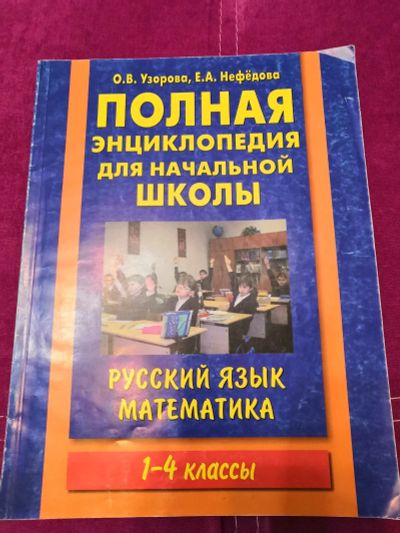 О.В. Узорова, Е.А. Нефёдова
ПОЛНАЯ
ЭНЦИКЛОПЕДИЯ
ДЛЯ НАЧАЛЬНОЙ
ШКОЛЫ
РУССКИЙ ЯЗЫК
МАТЕМАТИКА
1–4 классы